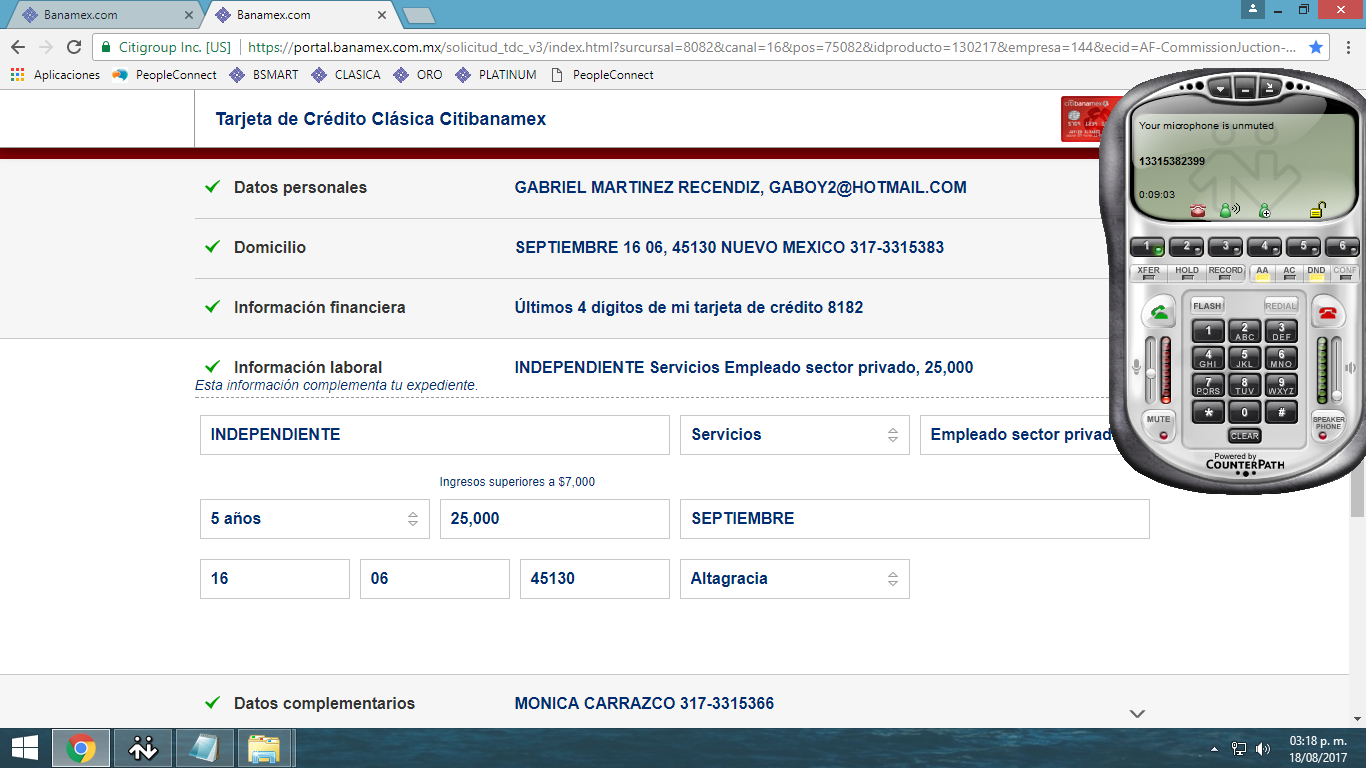 Banamex.com
Banamex.com
Citigroup Inc. [US] https://portal.banamex.com.mx/solicitud_tdc_v3/index.html?surcursal=8082&canal=16&pos=75082&idproducto=130217&empresa=144&ecid=AF-CommissionJuction-...
Aplicaciones PeopleConnect BSMART CLASICA ORO PLATINUM PeopleConnect
Tarjeta de Crédito Clásica Citibanamex
citibanamex
Datos personales GABRIEL MARTINEZ RECENDIZ, GABOY2@HOTMAIL.COM
Domicilio SEPTIEMBRE 16 06, 45130 NUEVO MEXICO 317-3315383
Información financiera Últimos 4 dígitos de mi tarjeta de crédito 8182
Información laboral INDEPENDIENTE Servicios Empleado sector privado, 25,000
Esta información complementa tu expediente.
INDEPENDIENTE Servicios Empleado sector privad
Ingresos superiores a $7,000
5 años 25,000 SEPTIEMBRE
16 06 45130 Altagracia
Datos complementarios MONICA CARRAZCO 317-3315366
Your microphone is unmuted
13315382399
0:09:03
1 2 3 4 5 6
XFER HOLD RECORD AA AC DND CONF
FLASH REDIAL
1 2 ABC 3 DEF
4 GHI 5 JKL 6 MNO
7 PQRS 8 TUV 9 WXYZ
* 0 #
MUTE CLEAR SPEAKER PHONE
Powered by
COUNTERPATH
03:18 p. m.
18/08/2017